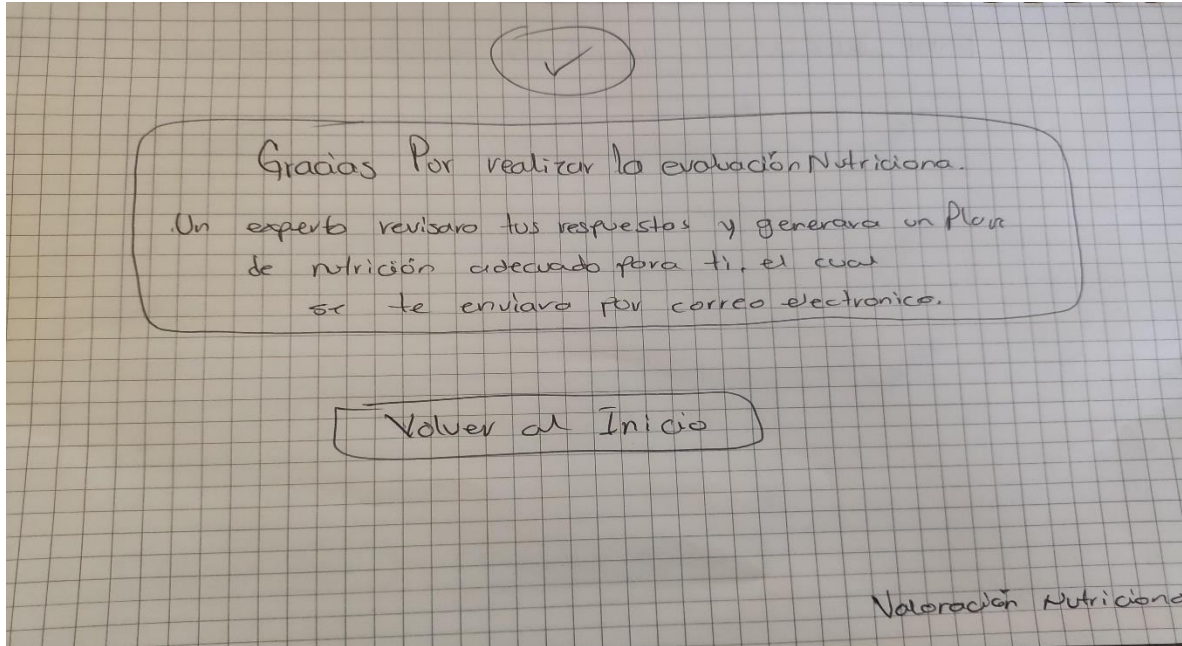 Gracias Por realizar la evaluación Nutriciona.
Un experto revisara tus respuestas y generara un Plan
de nutrición adecuado para ti, el cual
se te enviara por correo electronico.
Volver al Inicio
Valoración Nutriciona